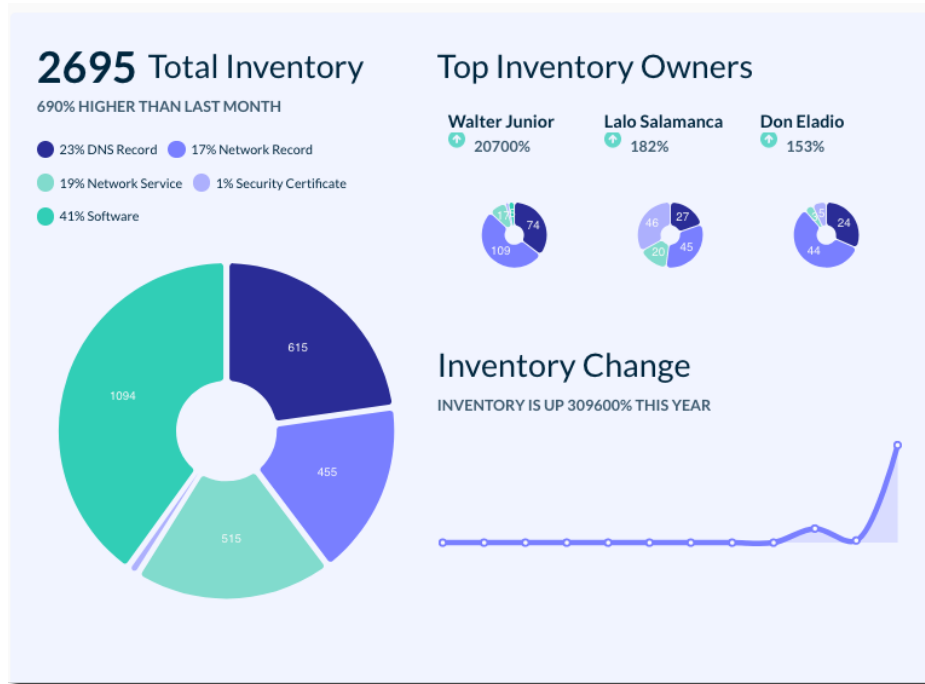 2695 Total Inventory
690% HIGHER THAN LAST MONTH
23% DNS Record
17% Network Record
19% Network Service
1% Security Certificate
41% Software
615
1094
455
515
Top Inventory Owners
Walter Junior
20700%
74
109
17
Lalo Salamanca
182%
27
46
45
20
Don Eladio
153%
24
5
44
Inventory Change
INVENTORY IS UP 309600% THIS YEAR